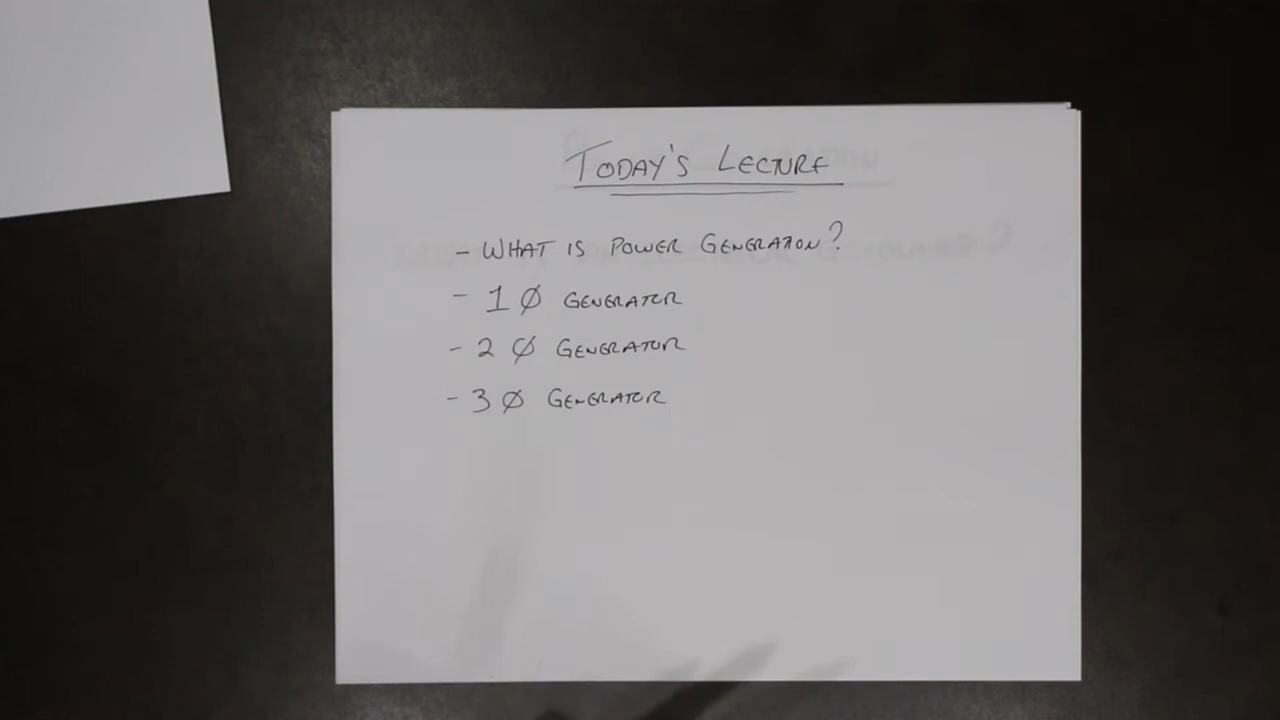 TODAY'S LECTURE
- WHAT IS POWER GENERATION?
- 1 Ø GENERATOR
- 2 Ø GENERATOR
- 3 Ø GENERATOR